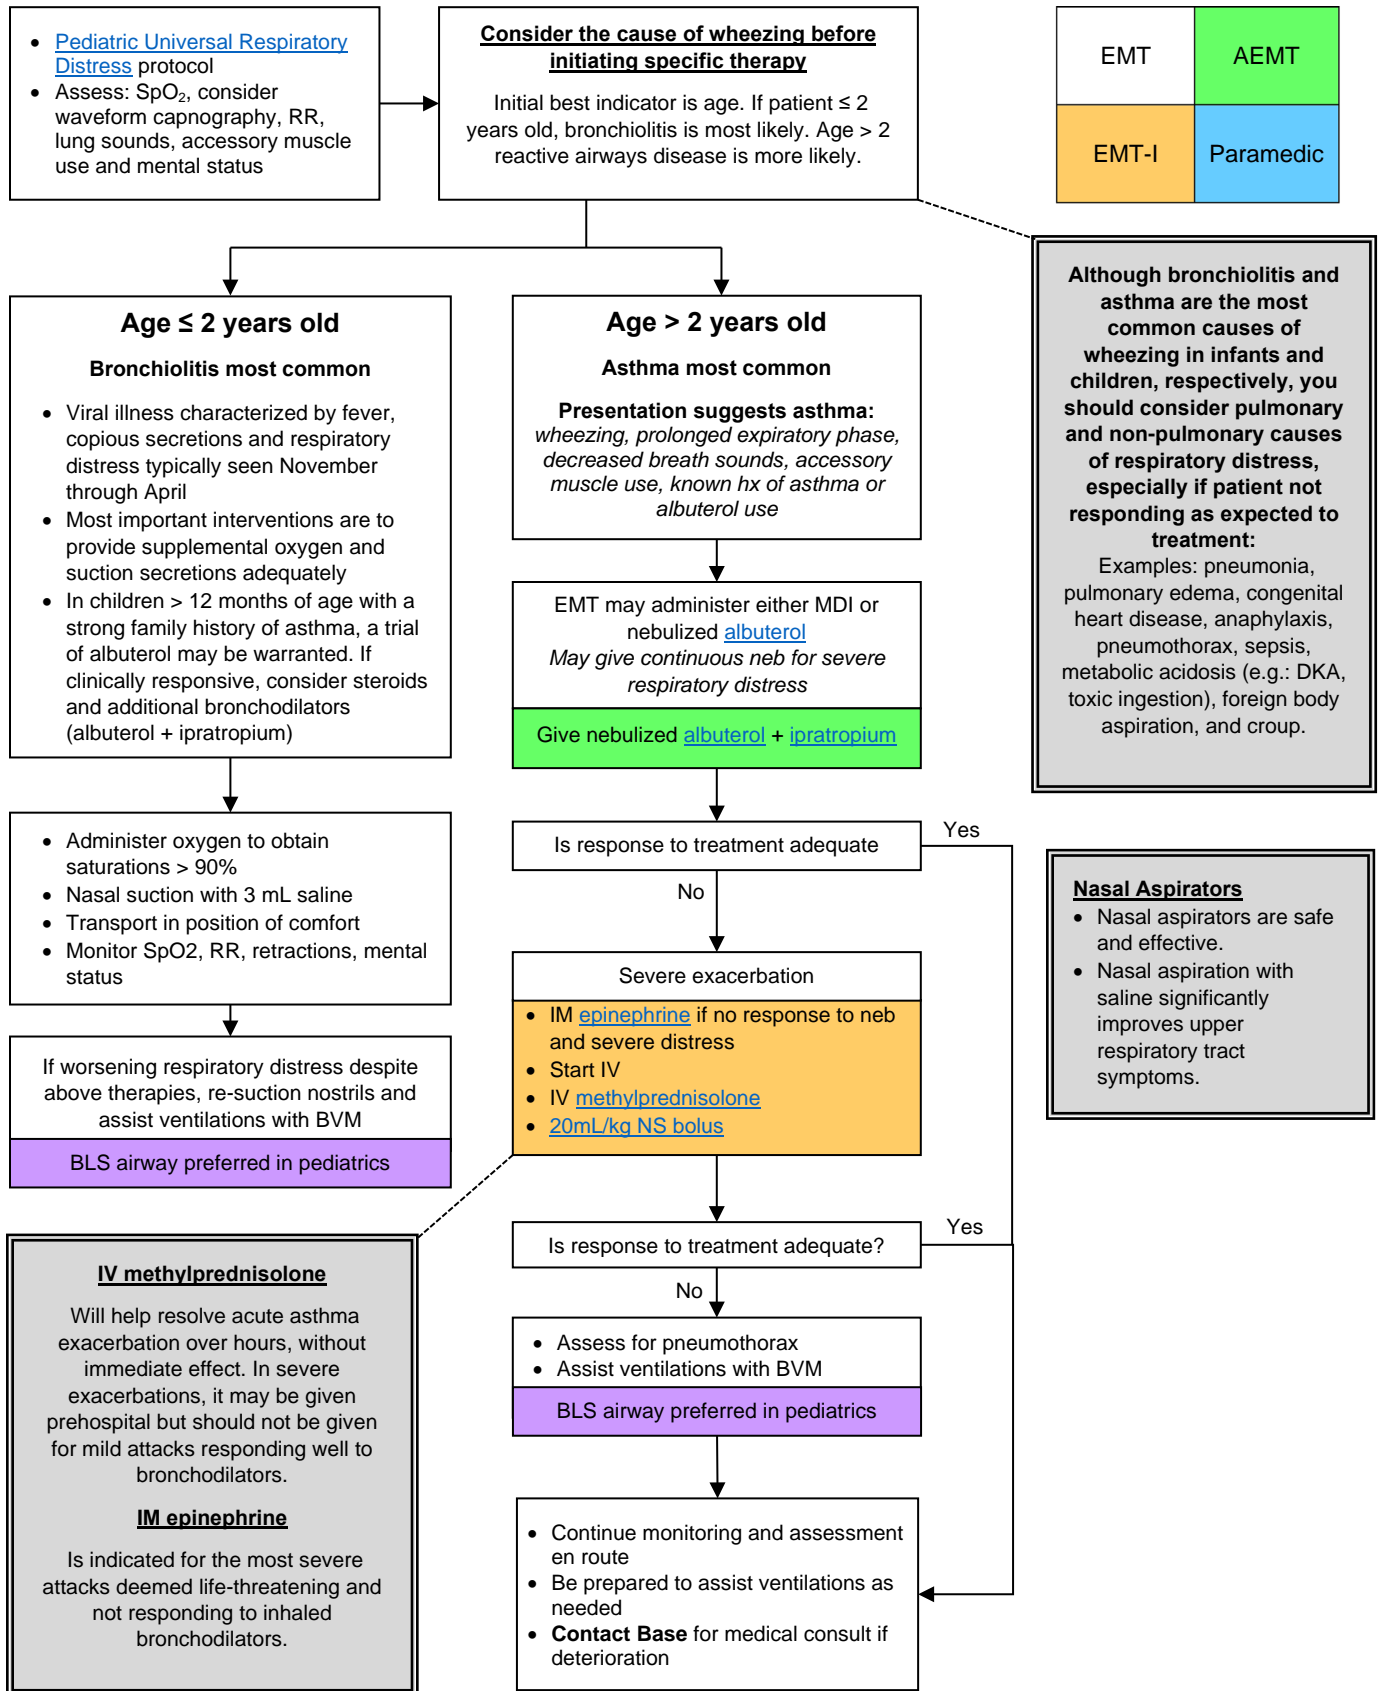 • Pediatric Universal Respiratory
Distress protocol
• Assess: SpO₂, consider
waveform capnography, RR,
lung sounds, accessory muscle
use and mental status
Consider the cause of wheezing before
initiating specific therapy
Initial best indicator is age. If patient ≤ 2
years old, bronchiolitis is most likely. Age > 2
reactive airways disease is more likely.
EMT
AEMT
EMT-I
Paramedic
Although bronchiolitis and
asthma are the most
common causes of
wheezing in infants and
children, respectively, you
should consider pulmonary
and non-pulmonary causes
of respiratory distress,
especially if patient not
responding as expected to
treatment:
Examples: pneumonia,
pulmonary edema, congenital
heart disease, anaphylaxis,
pneumothorax, sepsis,
metabolic acidosis (e.g.: DKA,
toxic ingestion), foreign body
aspiration, and croup.
Age ≤ 2 years old
Bronchiolitis most common
• Viral illness characterized by fever,
copious secretions and respiratory
distress typically seen November
through April
• Most important interventions are to
provide supplemental oxygen and
suction secretions adequately
• In children > 12 months of age with a
strong family history of asthma, a trial
of albuterol may be warranted. If
clinically responsive, consider steroids
and additional bronchodilators
(albuterol + ipratropium)
• Administer oxygen to obtain
saturations > 90%
• Nasal suction with 3 mL saline
• Transport in position of comfort
• Monitor SpO2, RR, retractions, mental
status
If worsening respiratory distress despite
above therapies, re-suction nostrils and
assist ventilations with BVM
BLS airway preferred in pediatrics
Age > 2 years old
Asthma most common
Presentation suggests asthma:
wheezing, prolonged expiratory phase,
decreased breath sounds, accessory
muscle use, known hx of asthma or
albuterol use
EMT may administer either MDI or
nebulized albuterol
May give continuous neb for severe
respiratory distress
Give nebulized albuterol + ipratropium
Is response to treatment adequate
Yes
No
Severe exacerbation
• IM epinephrine if no response to neb
and severe distress
• Start IV
• IV methylprednisolone
• 20mL/kg NS bolus
Is response to treatment adequate?
Yes
No
• Assess for pneumothorax
• Assist ventilations with BVM
BLS airway preferred in pediatrics
• Continue monitoring and assessment
en route
• Be prepared to assist ventilations as
needed
• Contact Base for medical consult if
deterioration
Nasal Aspirators
• Nasal aspirators are safe
and effective.
• Nasal aspiration with
saline significantly
improves upper
respiratory tract
symptoms.
IV methylprednisolone
Will help resolve acute asthma
exacerbation over hours, without
immediate effect. In severe
exacerbations, it may be given
prehospital but should not be given
for mild attacks responding well to
bronchodilators.
IM epinephrine
Is indicated for the most severe
attacks deemed life-threatening and
not responding to inhaled
bronchodilators.